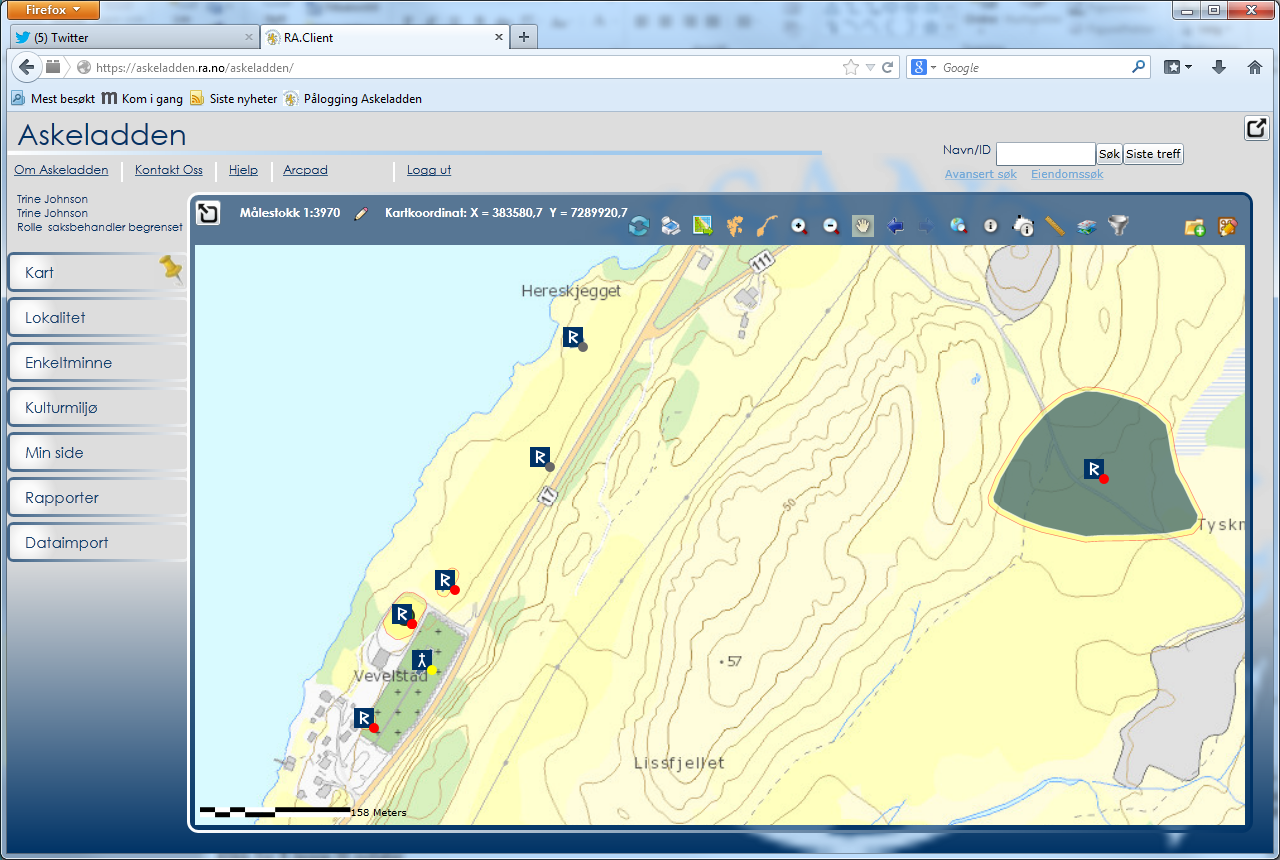 Firefox
(5) Twitter
RA.Client
https://askeladden.ra.no/askeladden/
Google
Mest besøkt
Kom i gang
Siste nyheter
Pålogging Askeladden
Askeladden
Navn/ID
Søk
Siste treff
Om Askeladden
Kontakt Oss
Hjelp
Arcpad
Logg ut
Avansert søk
Eiendomssøk
Trine Johnson
Trine Johnson
Rolle saksbehandler begrenset
Målestokk 1:3970
Kartkoordinat: X = 383580,7 Y = 7289920,7
Kart
Lokalitet
Enkeltminne
Kulturmiljø
Min side
Rapporter
Dataimport
111
Hereskjegget
R
R
R
17
50
Tyskm
R
R
57
Vevelstad
R
Lissfjellet
158 Meters